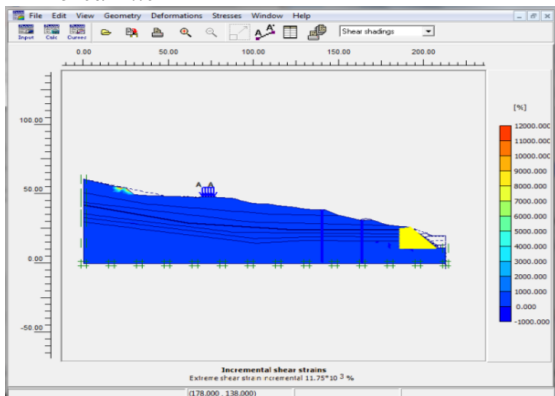 File Edit View Geometry Deformations Stresses Window Help
Input Calc Curves Shear shadings
0.00 50.00 100.00 150.00 200.00
[%]
12000.000
11000.000
10000.000
9000.000
8000.000
7000.000
6000.000
5000.000
4000.000
3000.000
2000.000
1000.000
0.000
-1000.000
100.00
50.00
0.00
-50.00
A A
Incremental shear strains
Extreme shear strain incremental 11.75*10 3 %
(178.000 , 138.000)